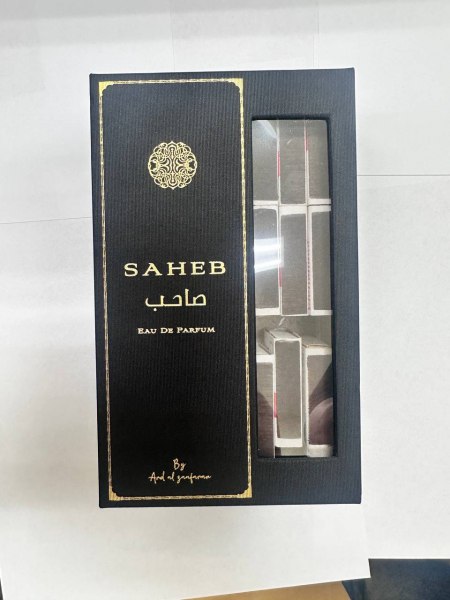 SAHEB
صاحب
EAU DE PARFUM
By
Ard al zaafaran